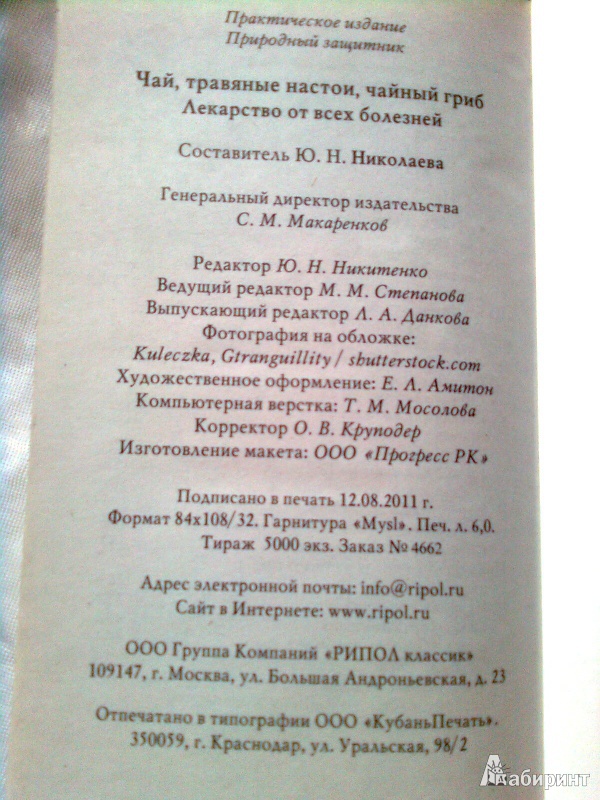 Практическое издание
Природный защитник
Чай, травяные настои, чайный гриб
Лекарство от всех болезней
Составитель Ю. Н. Николаева
Генеральный директор издательства
С. М. Макаренков
Редактор Ю. Н. Никитенко
Ведущий редактор М. М. Степанова
Выпускающий редактор Л. А. Данкова
Фотография на обложке:
Kuleczka, Gtranguillity / shutterstock.com
Художественное оформление: Е. Л. Амитон
Компьютерная верстка: Т. М. Мосолова
Корректор О. В. Круподер
Изготовление макета: ООО «Прогресс РК»
Подписано в печать 12.08.2011 г.
Формат 84х108/32. Гарнитура «Mysl». Печ. л. 6,0.
Тираж 5000 экз. Заказ № 4662
Адрес электронной почты: info@ripol.ru
Сайт в Интернете: www.ripol.ru
ООО Группа Компаний «РИПОЛ классик»
109147, г. Москва, ул. Большая Андроньевская, д. 23
Отпечатано в типографии ООО «КубаньПечать».
350059, г. Краснодар, ул. Уральская, 98/2
Лабиринт